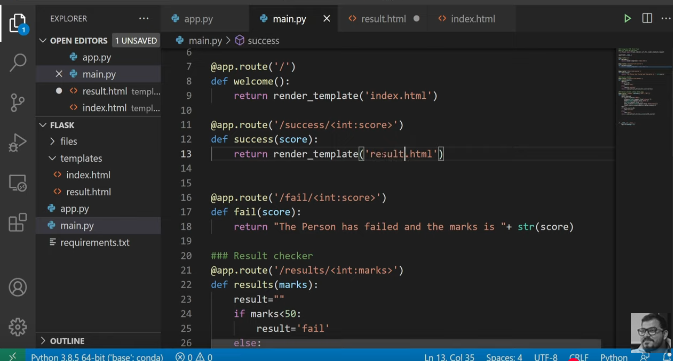 EXPLORER ...
app.py
main.py ×
result.html
index.html
OPEN EDITORS 1 UNSAVED
app.py
× main.py
result.html templ...
index.html templ...
FLASK
files
templates
index.html
result.html
app.py
main.py
requirements.txt
OUTLINE
main.py > success
6
7 @app.route('/')
8 def welcome():
9 return render_template('index.html')
10
11 @app.route('/success/<int:score>')
12 def success(score):
13 return render_template('result.html')
14
15
16 @app.route('/fail/<int:score>')
17 def fail(score):
18 return "The Person has failed and the marks is "+ str(score)
19
20 ### Result checker
21 @app.route('/results/<int:marks>')
22 def results(marks):
23 result=""
24 if marks<50:
25 result='fail'
26 else:
1
Python 3.8.5 64-bit ('base': conda) 0 0 Ln 13, Col 35 Spaces: 4 UTF-8 CRLF Python